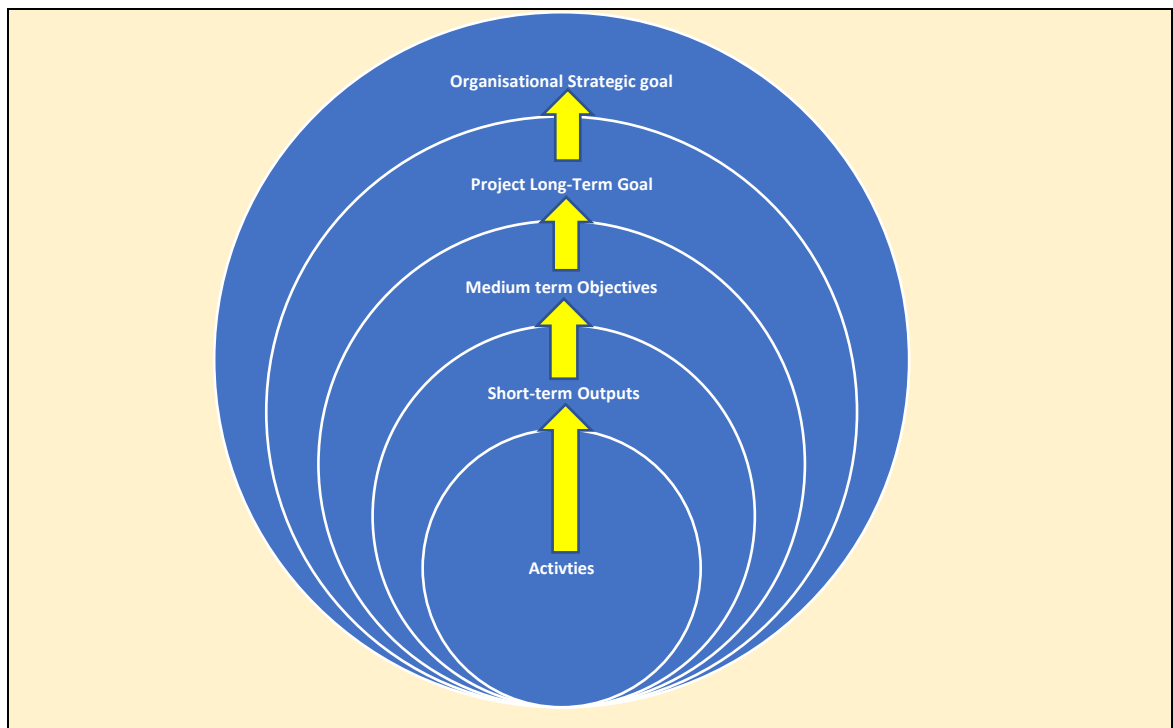 Organisational Strategic goal
Project Long-Term Goal
Medium term Objectives
Short-term Outputs
Activties